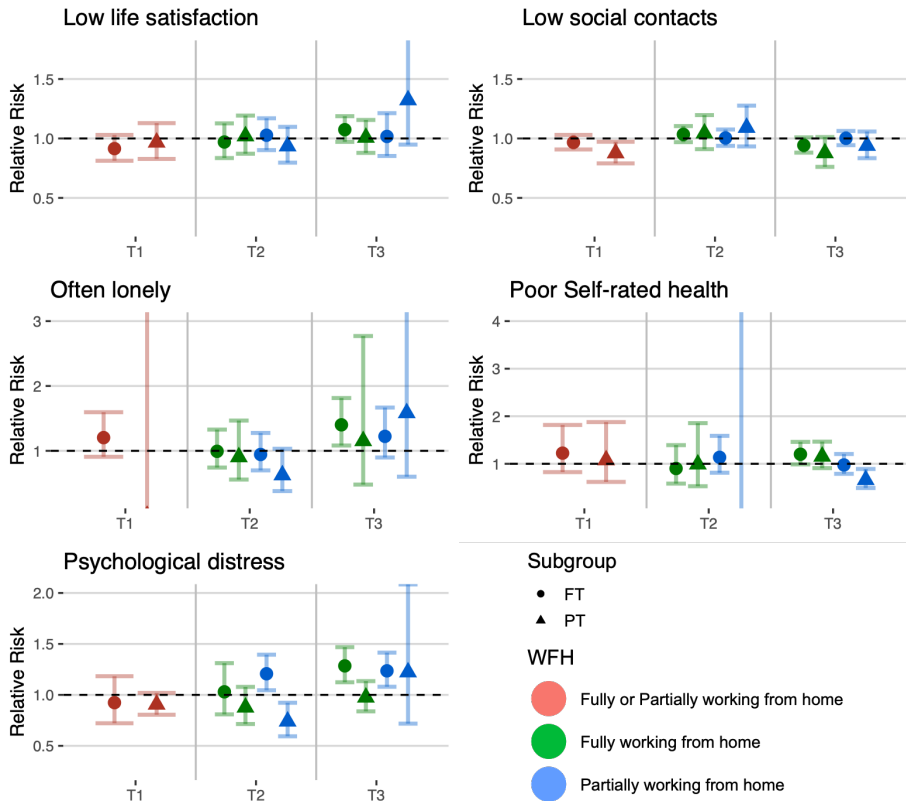 Low life satisfaction
Relative Risk
1.5
1.0
0.5
T1 T2 T3
Low social contacts
Relative Risk
1.5
1.0
0.5
T1 T2 T3
Often lonely
Relative Risk
3
2
1
T1 T2 T3
Poor Self-rated health
Relative Risk
4
3
2
1
T1 T2 T3
Psychological distress
Relative Risk
2.0
1.5
1.0
0.5
T1 T2 T3
Subgroup
FT
PT
WFH
Fully or Partially working from home
Fully working from home
Partially working from home